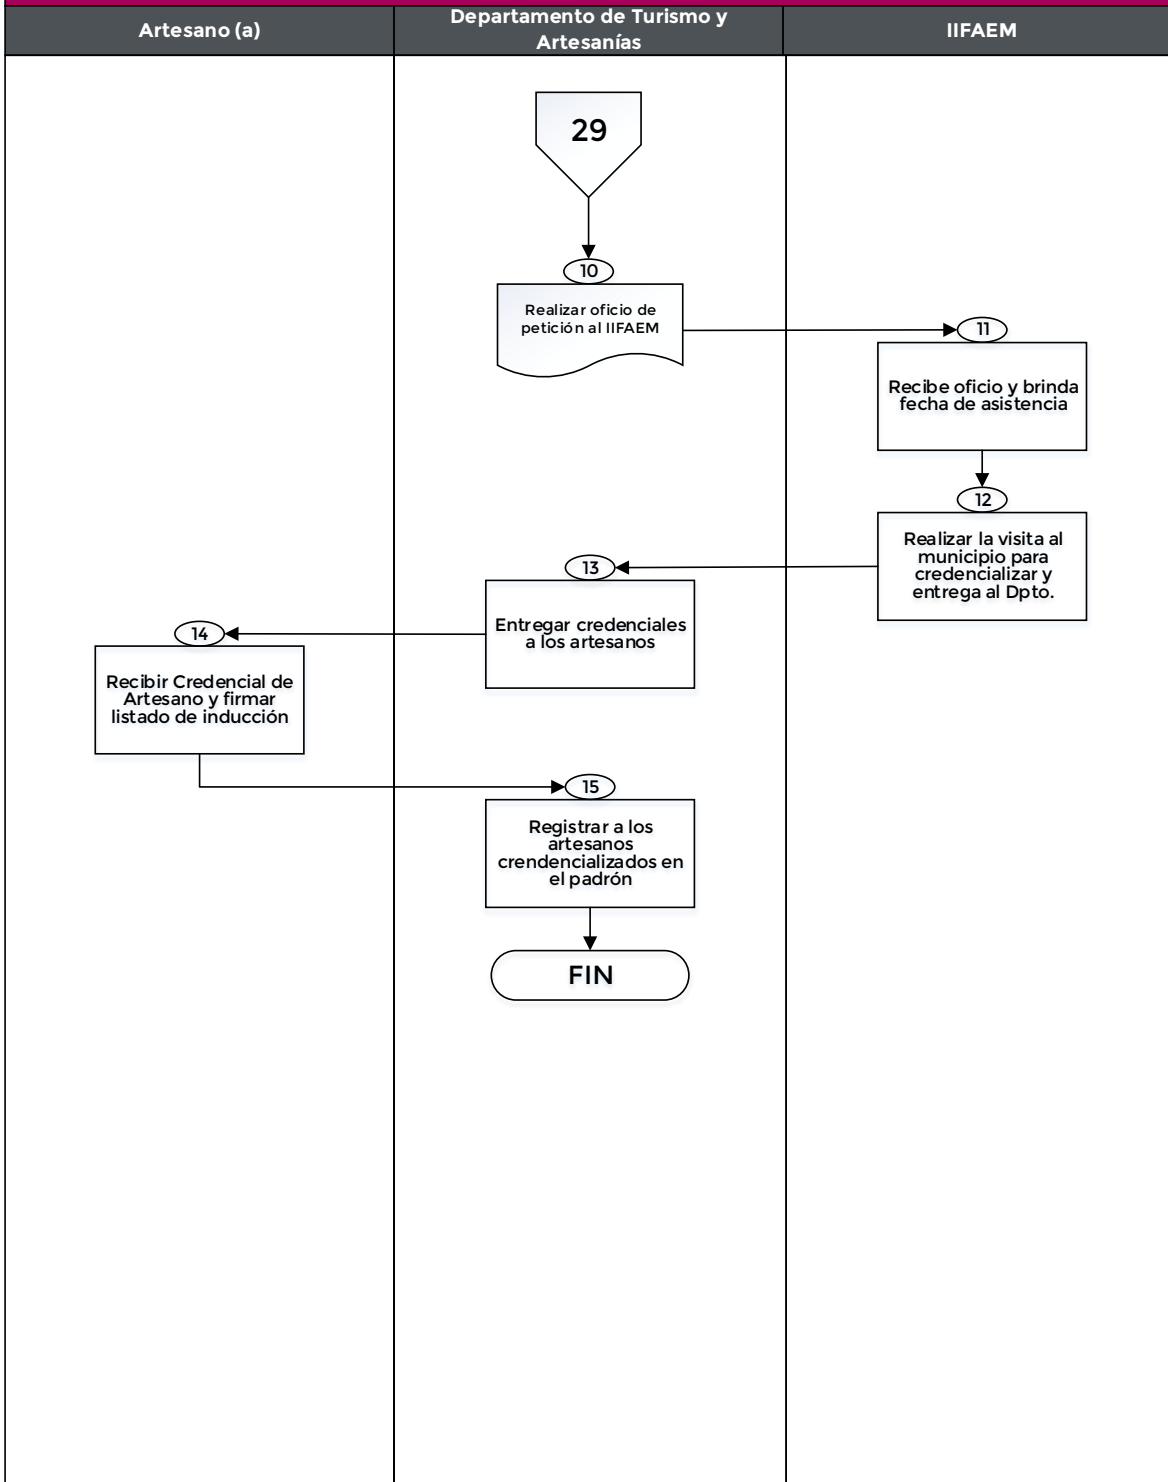 Artesano (a)
Departamento de Turismo y
Artesanías
IIFAEM
29
10
Realizar oficio de
petición al IIFAEM
11
Recibe oficio y brinda
fecha de asistencia
12
Realizar la visita al
municipio para
credencializar y
entrega al Dpto.
13
Entregar credenciales
a los artesanos
14
Recibir Credencial de
Artesano y firmar
listado de inducción
15
Registrar a los
artesanos
crendencializados en
el padrón
FIN